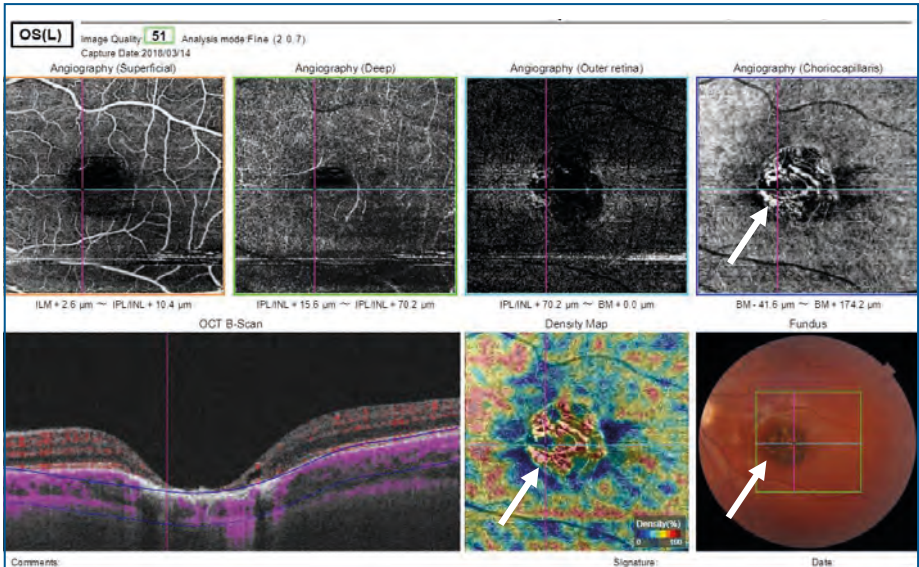 OS(L) Image Quality: 51 Analysis mode:Fine (2.0.7)
Capture Date:2018/03/14
Angiography (Superficial) Angiography (Deep) Angiography (Outer retina) Angiography (Choriocapillaris)
ILM + 2.6 µm ~ IPL/INL + 10.4 µm IPL/INL + 15.6 µm ~ IPL/INL + 70.2 µm IPL/INL + 70.2 µm ~ BM + 0.0 µm BM - 41.6 µm ~ BM + 174.2 µm
OCT B-Scan Density Map Fundus
Density(%)
0 100
Comments: Signature: Date: